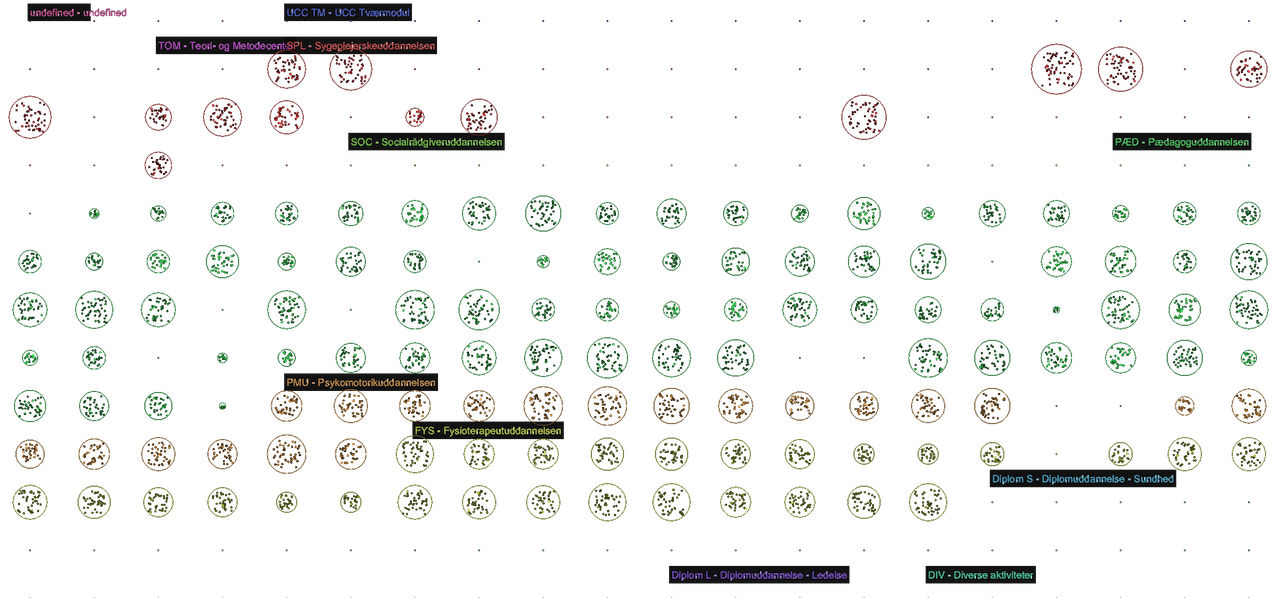 undefined - undefined
UCC TM - UCC Tværmodul
TOM - Teori- og Metodecent
SPL - Sygeplejerskeuddannelsen
SOC - Socialrådgiveruddannelsen
PÆD - Pædagoguddannelsen
PMU - Psykomotorikuddannelsen
FYS - Fysioterapeutuddannelsen
Diplom S - Diplomuddannelse - Sundhed
Diplom L - Diplomuddannelse - Ledelse
DIV - Diverse aktiviteter